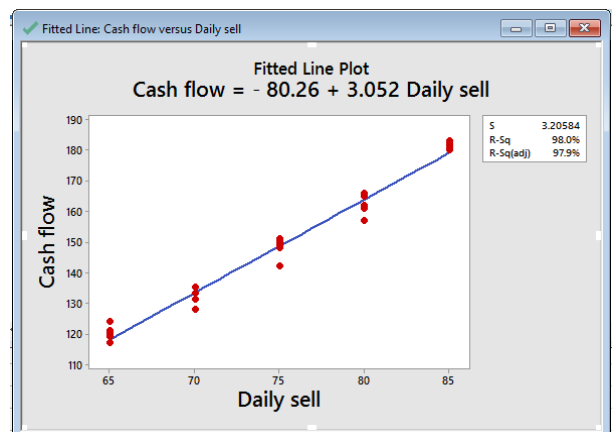 Fitted Line: Cash flow versus Daily sell
Fitted Line Plot
Cash flow = - 80.26 + 3.052 Daily sell
S 3.20584
R-Sq 98.0%
R-Sq(adj) 97.9%
190
180
170
160
150
140
130
120
110
Cash flow
65 70 75 80 85
Daily sell